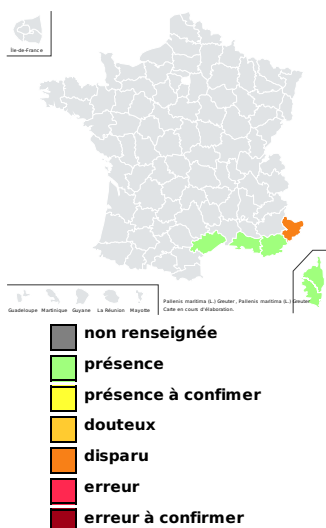 Île-de-France
Guadeloupe Martinique Guyane La Réunion Mayotte
Pallenis maritima (L.) Greuter , Pallenis maritima (L.) Greuter
Carte en cours d'élaboration.
non renseignée
présence
présence à confimer
douteux
disparu
erreur
erreur à confirmer